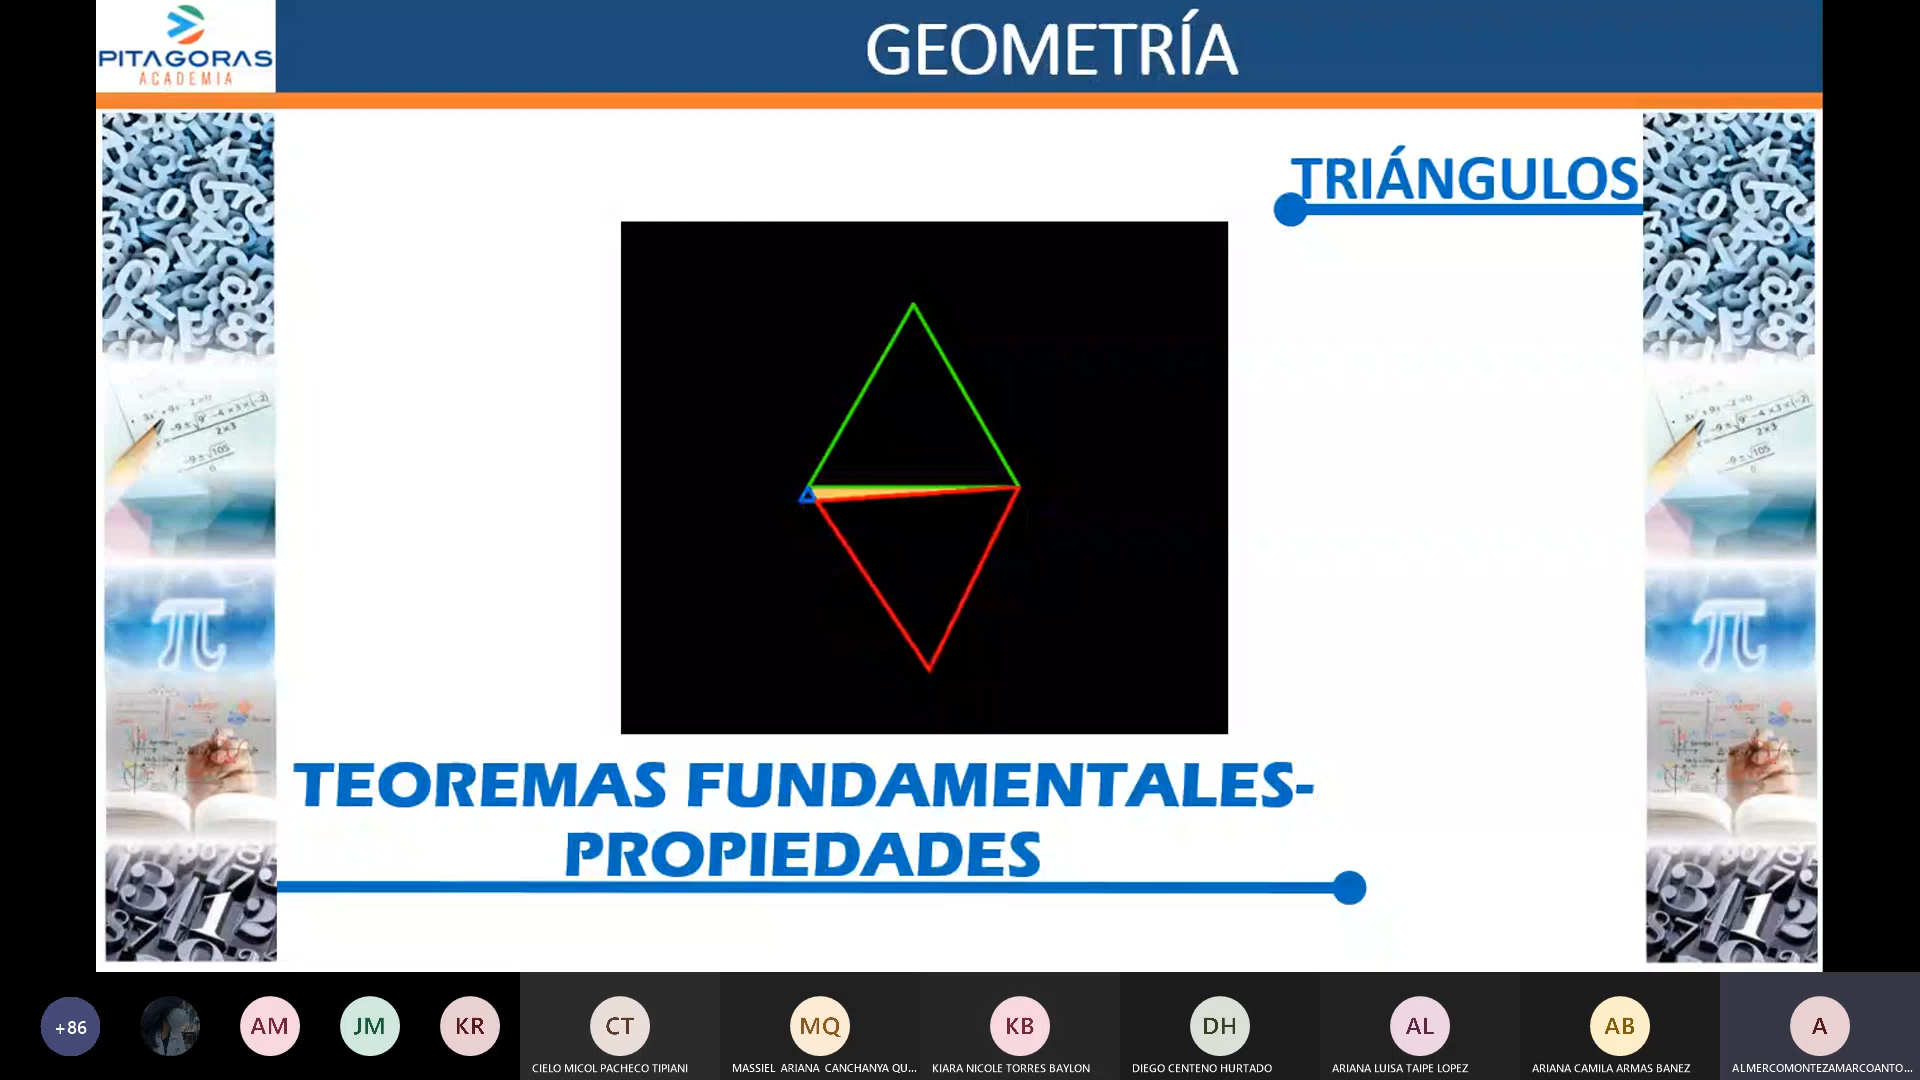 PITAGORAS
ACADEMIA
GEOMETRÍA
TRIÁNGULOS
TEOREMAS FUNDAMENTALES-
PROPIEDADES
+86
AM
JM
KR
CT
MQ
KB
DH
AL
AB
A
CIELO MICOL PACHECO TIPIANI
MASSIEL ARIANA CANCHANYA QU...
KIARA NICOLE TORRES BAYLON
DIEGO CENTENO HURTADO
ARIANA LUISA TAIPE LOPEZ
ARIANA CAMILA ARMAS BANEZ
ALMERCOMONTEZAMARCOANTO...